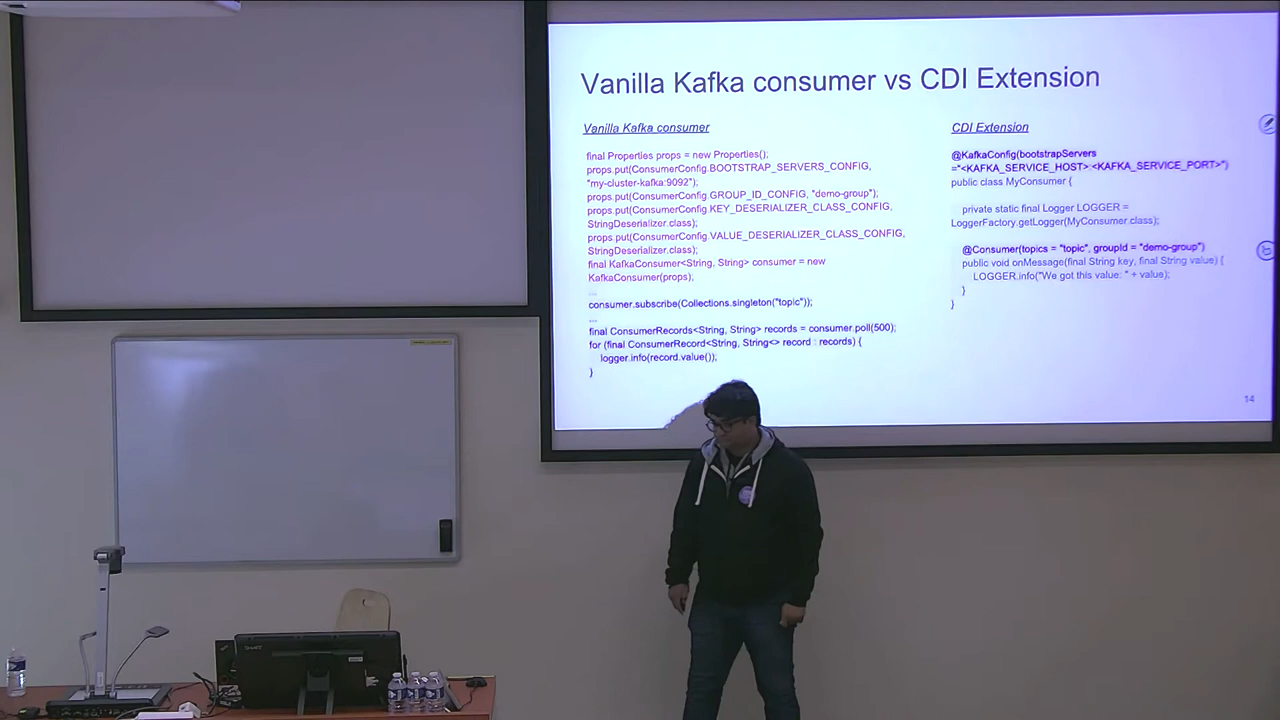 Vanilla Kafka consumer vs CDI Extension
Vanilla Kafka consumer
final Properties props = new Properties();
props.put(ConsumerConfig.BOOTSTRAP_SERVERS_CONFIG,
"my-cluster-kafka:9092");
props.put(ConsumerConfig.GROUP_ID_CONFIG, "demo-group");
props.put(ConsumerConfig.KEY_DESERIALIZER_CLASS_CONFIG,
StringDeserializer.class);
props.put(ConsumerConfig.VALUE_DESERIALIZER_CLASS_CONFIG,
StringDeserializer.class);
final KafkaConsumer<String, String> consumer = new
KafkaConsumer(props);
...
consumer.subscribe(Collections.singleton("topic"));
...
final ConsumerRecords<String, String> records = consumer.poll(500);
for (final ConsumerRecord<String, String<> record : records) {
logger.info(record.value());
}
CDI Extension
@KafkaConfig(bootstrapServers
="<KAFKA_SERVICE_HOST>:<KAFKA_SERVICE_PORT>")
public class MyConsumer {
private static final Logger LOGGER =
LoggerFactory.getLogger(MyConsumer.class);
@Consumer(topics = "topic", groupId = "demo-group")
public void onMessage(final String key, final String value) {
LOGGER.info("We got this value: " + value);
}
}
14